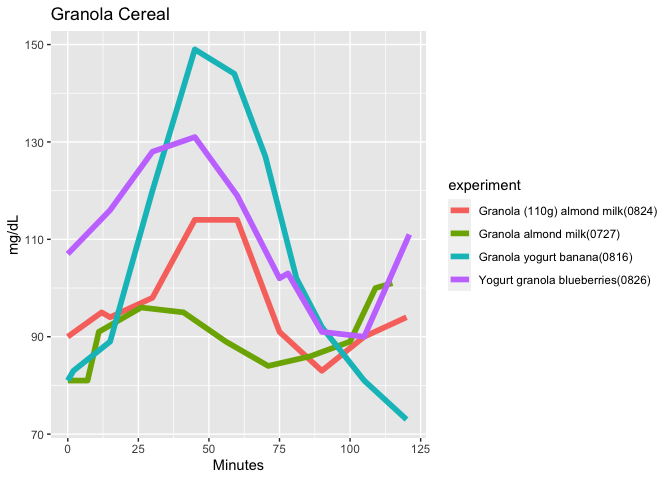 Granola Cereal
150
130
110
90
70
mg/dL
0
25
50
75
100
125
Minutes
experiment
Granola (110g) almond milk(0824)
Granola almond milk(0727)
Granola yogurt banana(0816)
Yogurt granola blueberries(0826)